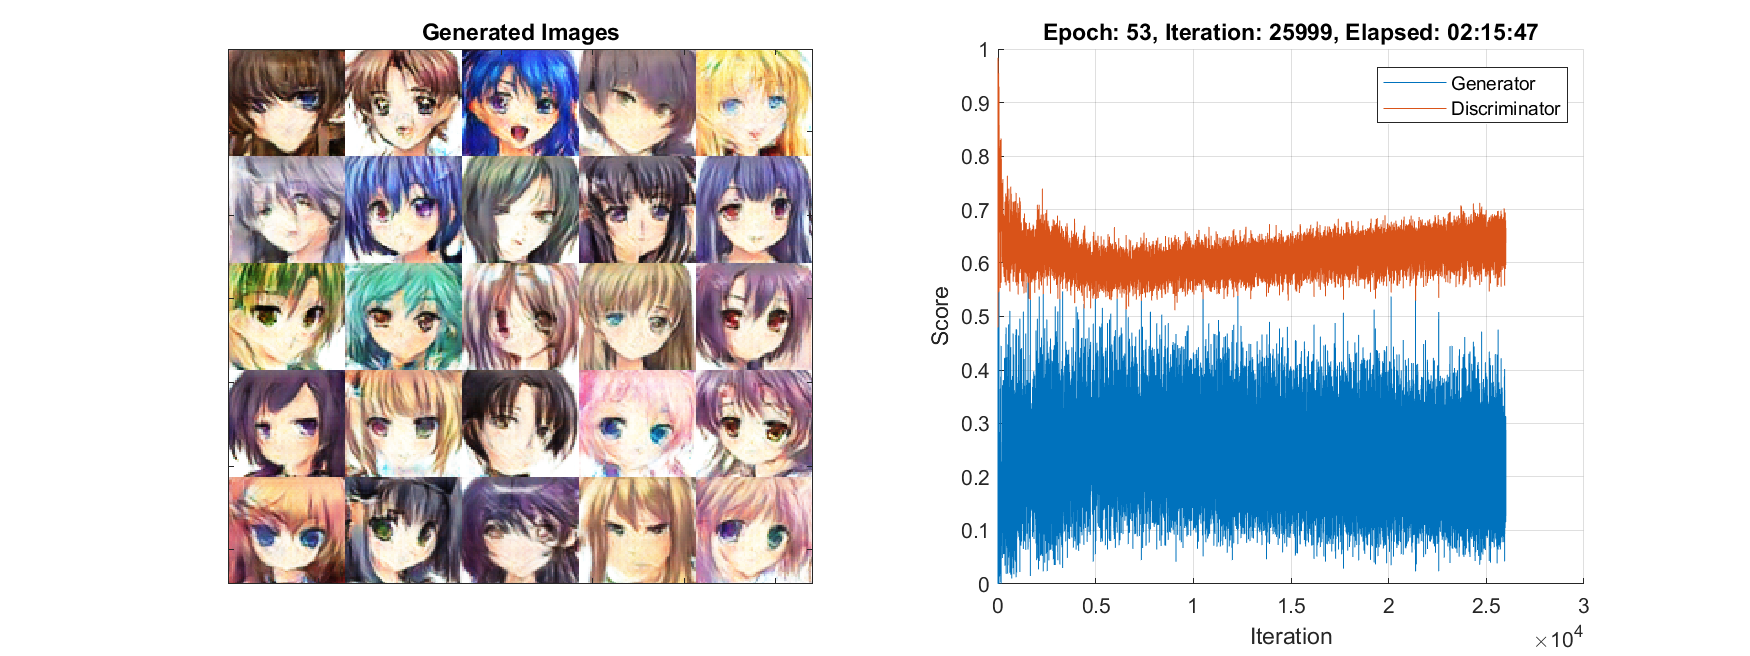 Generated Images
Epoch: 53, Iteration: 25999, Elapsed: 02:15:47
Generator
Discriminator
1
0.9
0.8
0.7
0.6
0.5
0.4
0.3
0.2
0.1
0
Score
0 0.5 1 1.5 2 2.5 3
Iteration
×10⁴